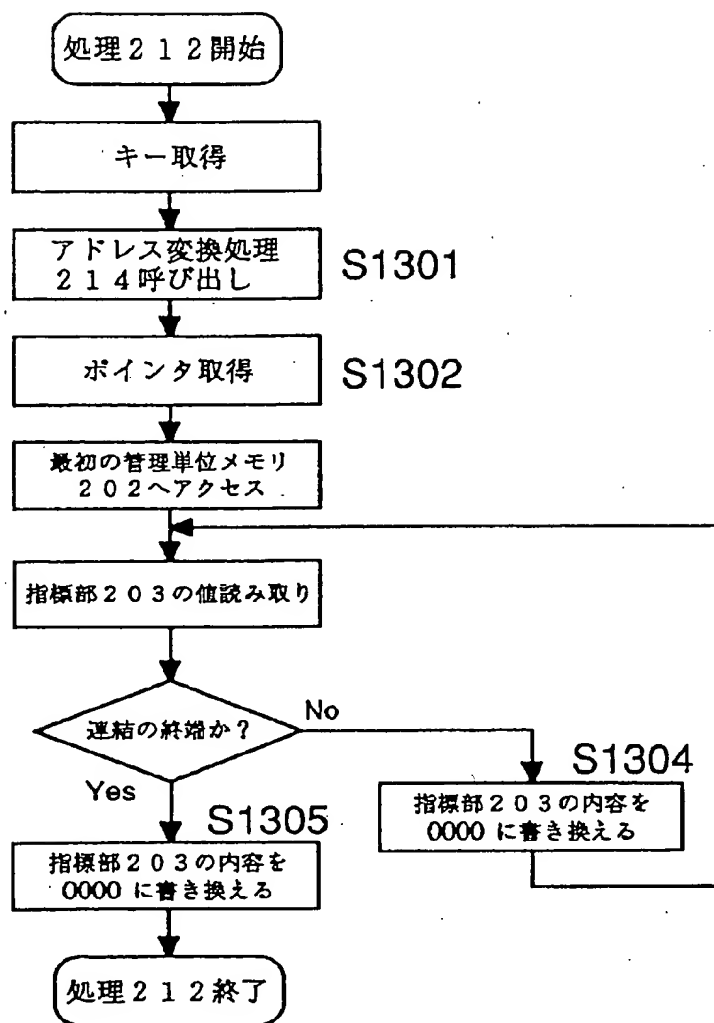 処理２１２開始
キー取得
アドレス変換処理
２１４呼び出し
S1301
ポインタ取得
S1302
最初の管理単位メモリ
２０２へアクセス
指標部２０３の値読み取り
連結の終端か？
No
Yes
S1304
指標部２０３の内容を
0000 に書き換える
S1305
指標部２０３の内容を
0000 に書き換える
処理２１２終了